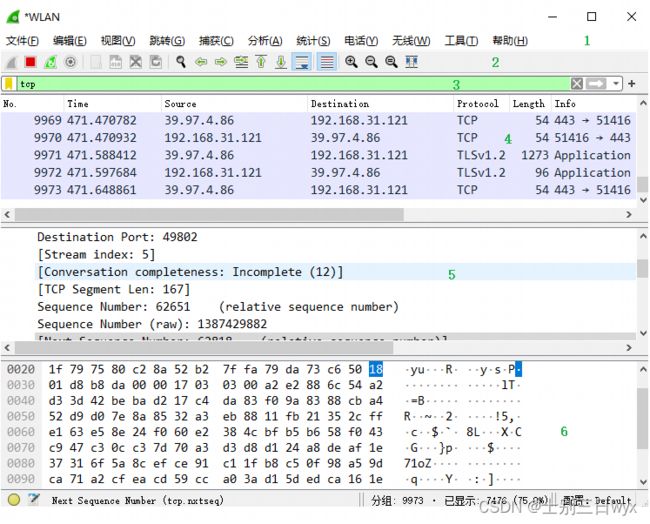 *WLAN
文件(F) 编辑(E) 视图(V) 跳转(G) 捕获(C) 分析(A) 统计(S) 电话(Y) 无线(W) 工具(T) 帮助(H) 1
2
tcp 3
No. Time Source Destination Protocol Length Info
9969 471.470782 39.97.4.86 192.168.31.121 TCP 54 443 → 51416
9970 471.470932 192.168.31.121 39.97.4.86 TCP 54 51416 → 443
4
9971 471.588412 39.97.4.86 192.168.31.121 TLSv1.2 1273 Application
9972 471.597684 192.168.31.121 39.97.4.86 TLSv1.2 96 Application
9973 471.648861 39.97.4.86 192.168.31.121 TCP 54 443 → 51416
Destination Port: 49802
[Stream index: 5]
[Conversation completeness: Incomplete (12)] 5
[TCP Segment Len: 167]
Sequence Number: 62651 (relative sequence number)
Sequence Number (raw): 1387429882
[Next Sequence Number: 62818 (relative sequence number)]
0020 1f 79 75 80 c2 8a 52 b2 7f fa 79 da 73 c6 50 18 ·yu···R· ··y·s·P·
0030 01 d8 b8 da 00 00 17 03 03 00 a2 e2 88 6c 54 a2 ········ ·····lT·
0040 d3 3d 42 be ba d2 17 c4 da 83 f0 9a 83 88 cb a4 ·=B····· ········
0050 52 d9 d0 7e 8a 85 32 a3 eb 88 11 fb 21 35 2c ff R··~··2· ····!5,·
0060 e1 63 e5 8e 24 f0 60 e2 38 4c bf b5 b6 58 f0 43 ·c··$·`· 8L···X·C
6
0070 c9 47 c3 0c c3 7d 70 a3 d3 d8 d1 24 a8 de af 1e ·G···}p· ···$····
0080 37 31 6f 5a 8c ef ce 91 c1 1f b8 c5 0f 98 a5 9d 71oZ···· ········
0090 ca 71 a2 cf ea cd 59 cc a0 3a d1 5d ed ca 16 1e ·q····Y· ·:·]····
Next Sequence Number (tcp.nxtseq) 分组: 9973 · 已显示: 7476 (75.0%) 配置: Default
CSDN @士别三日wyx